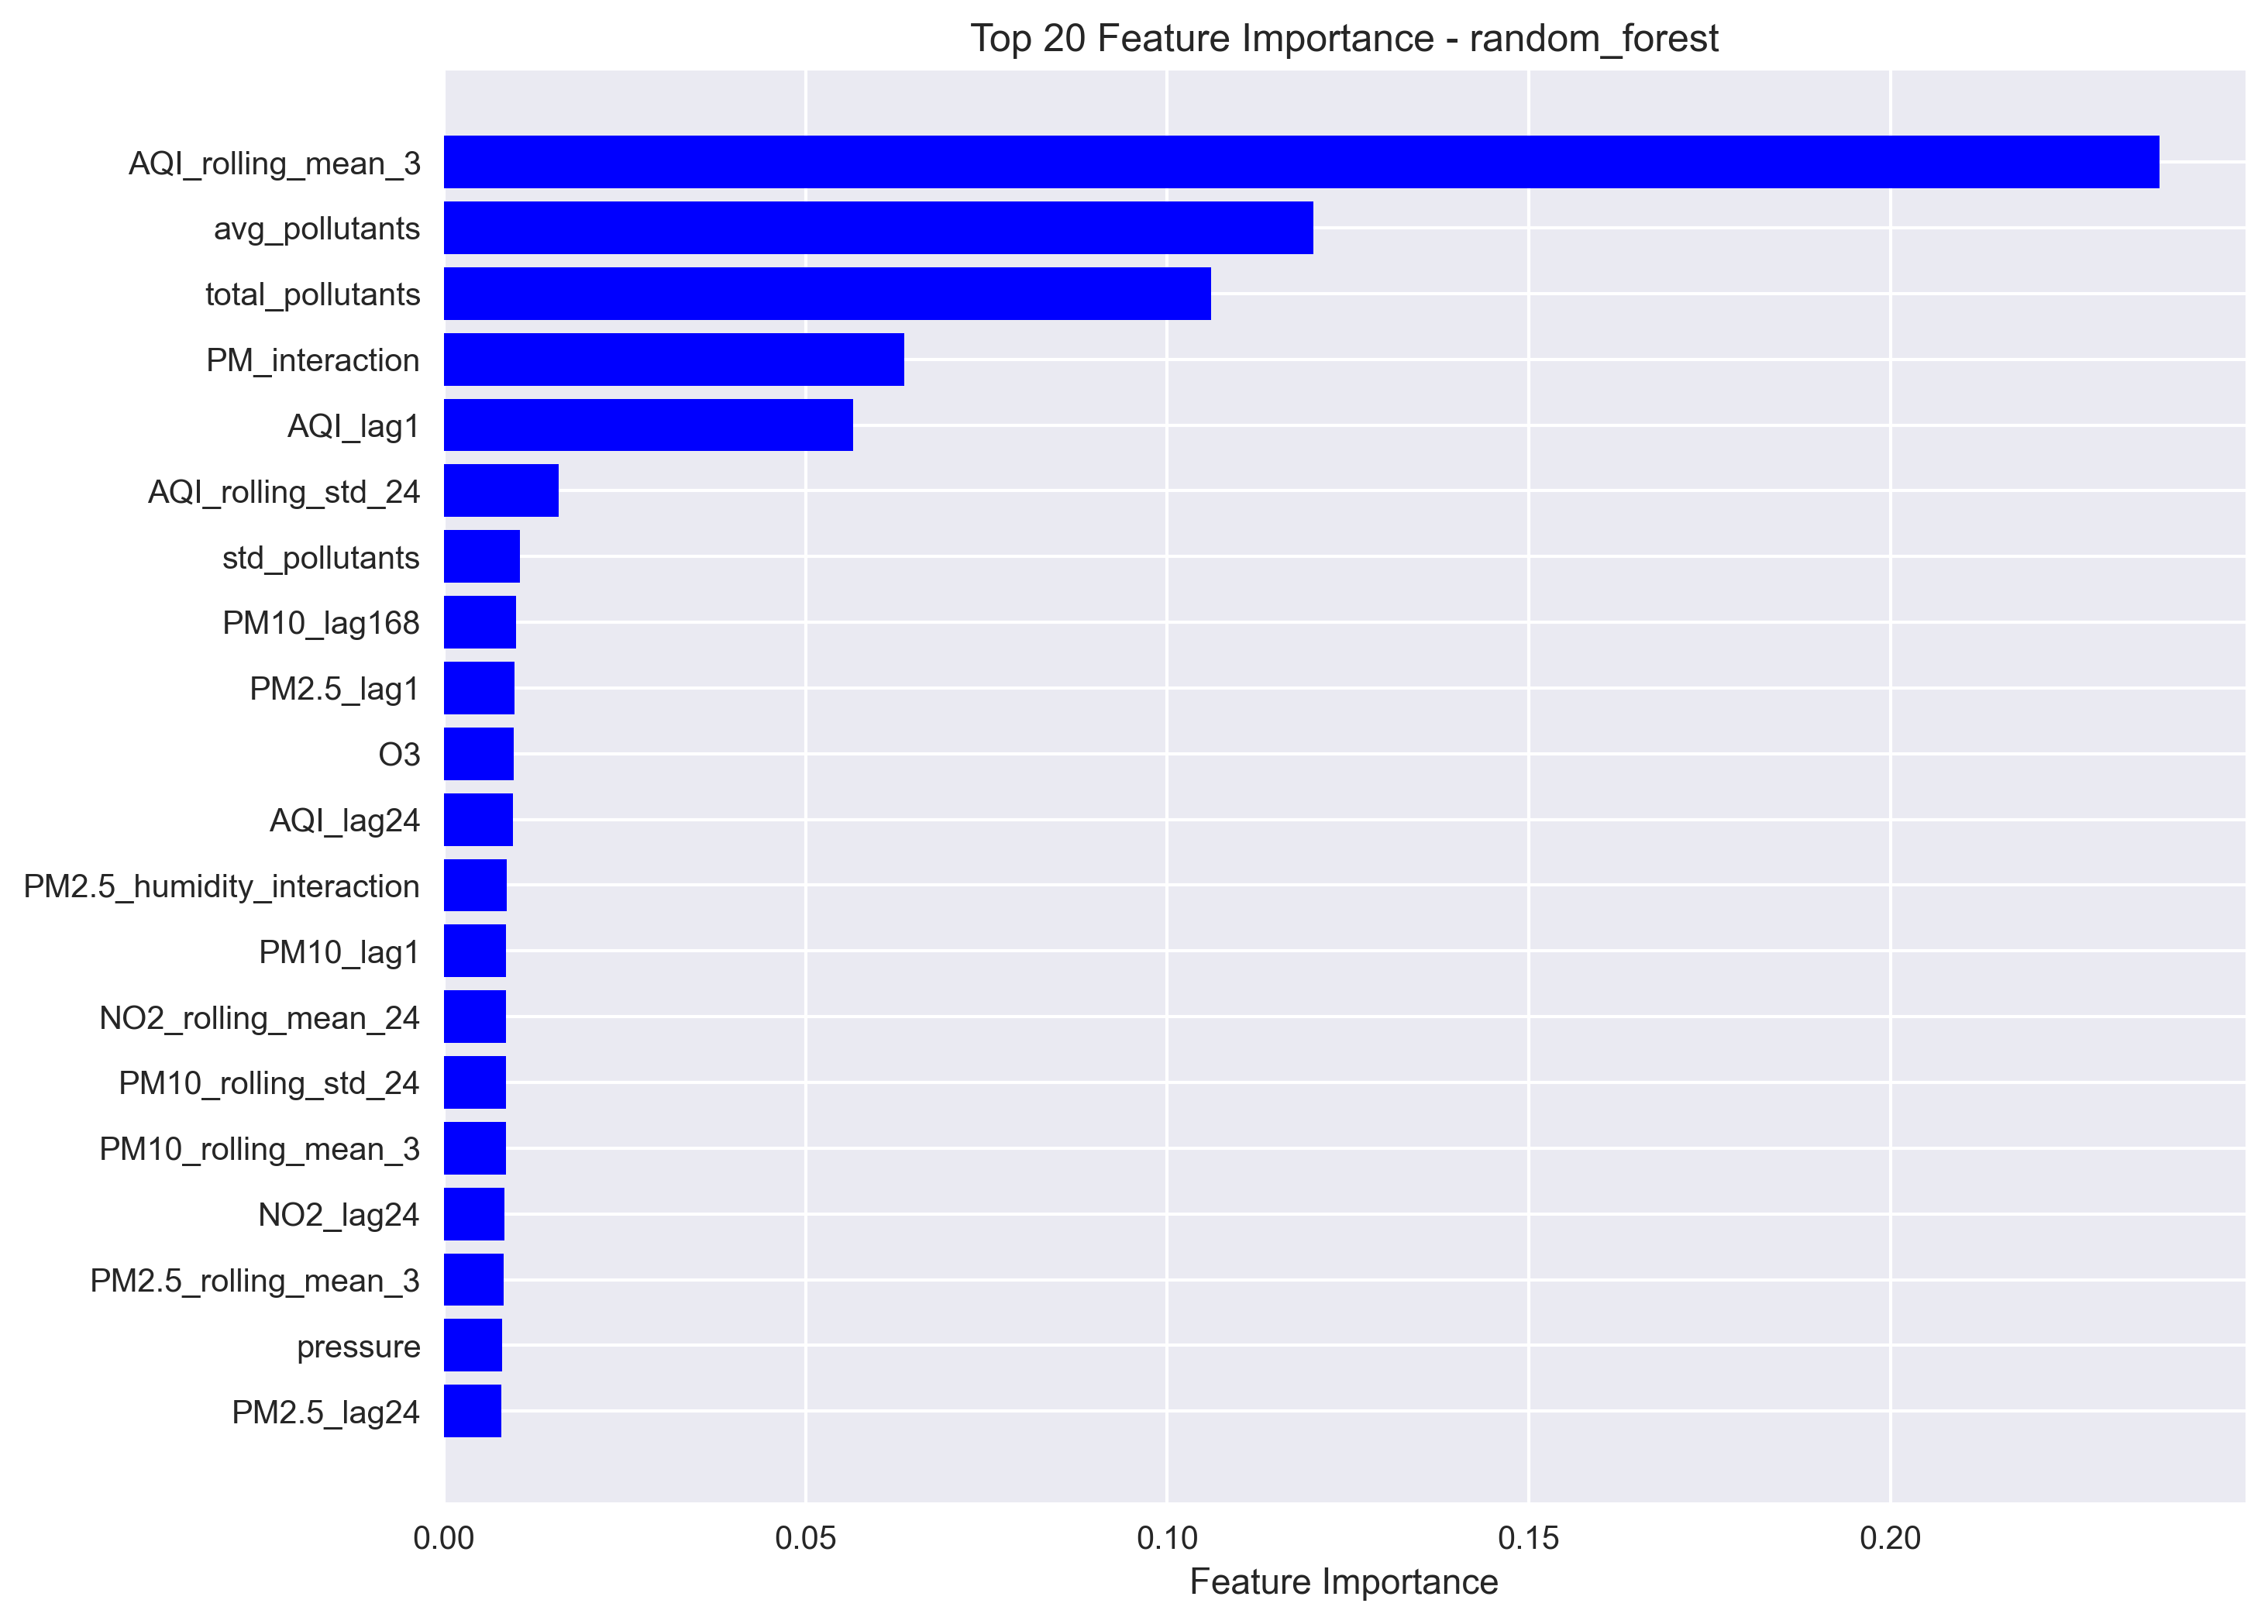 Top 20 Feature Importance - random_forest
AQI_rolling_mean_3
avg_pollutants
total_pollutants
PM_interaction
AQI_lag1
AQI_rolling_std_24
std_pollutants
PM10_lag168
PM2.5_lag1
O3
AQI_lag24
PM2.5_humidity_interaction
PM10_lag1
NO2_rolling_mean_24
PM10_rolling_std_24
PM10_rolling_mean_3
NO2_lag24
PM2.5_rolling_mean_3
pressure
PM2.5_lag24
0.00 0.05 0.10 0.15 0.20
Feature Importance